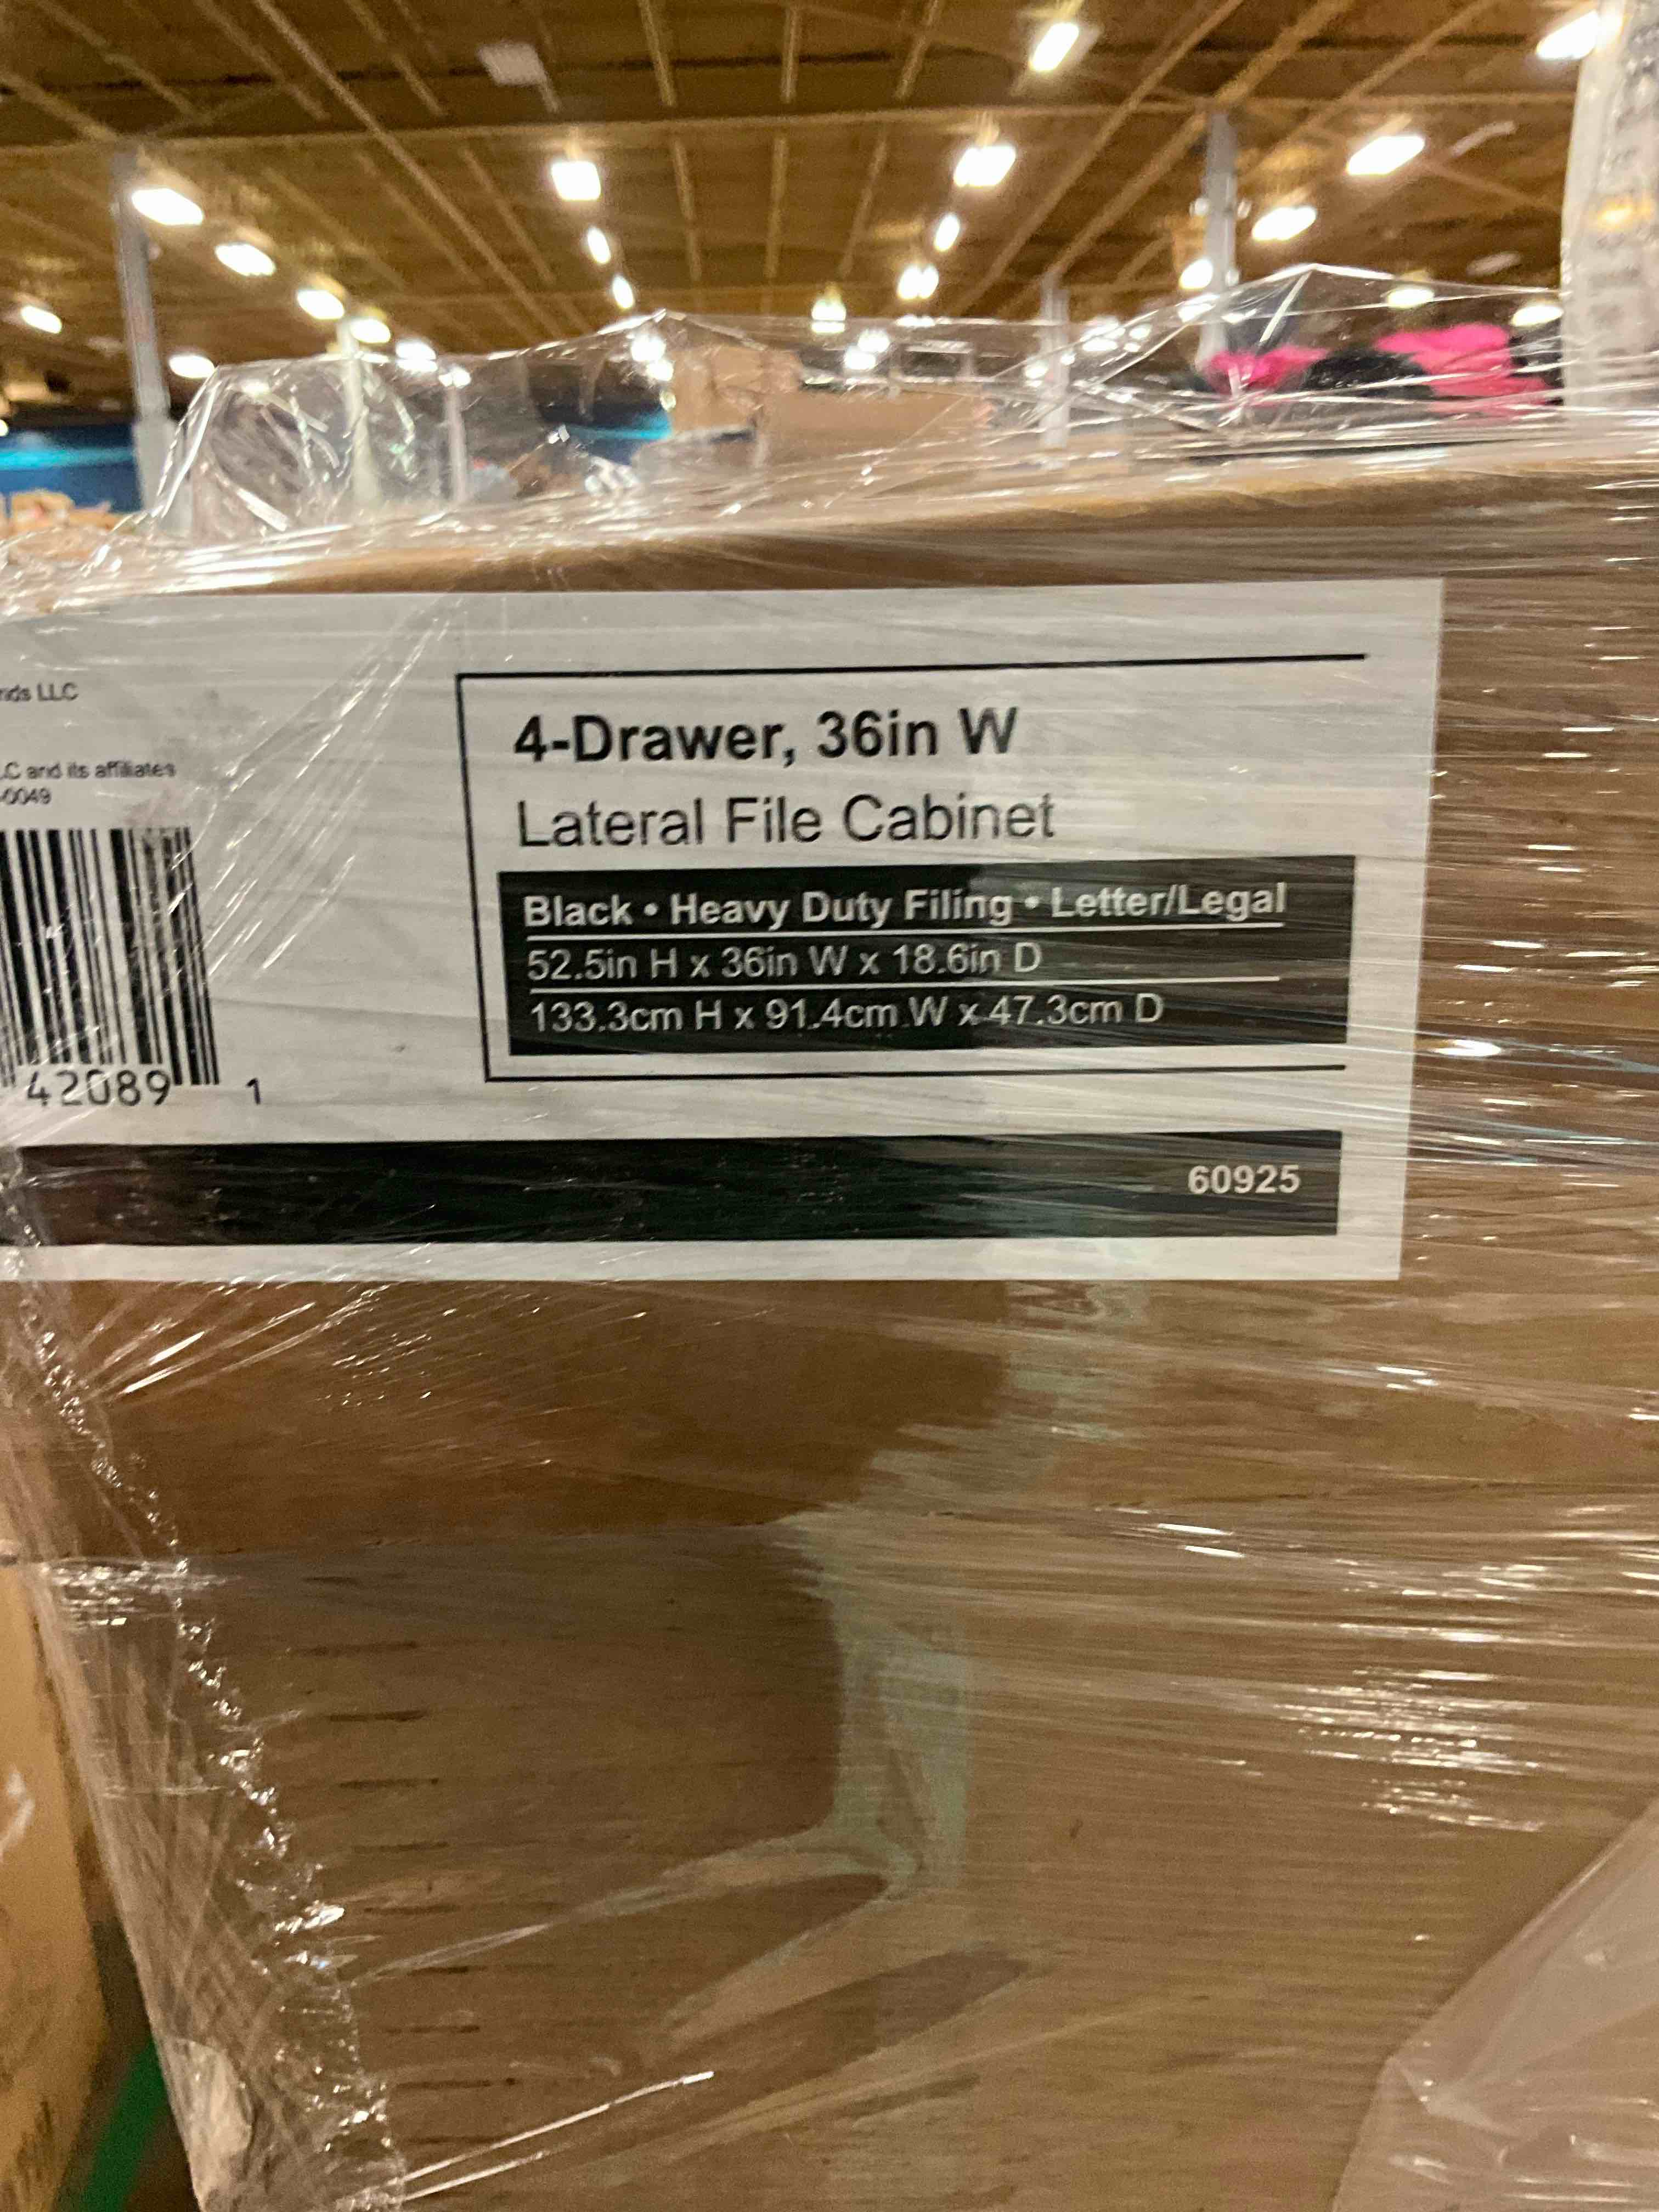 nds LLC
LC and its affiliates
-0049
42089 1
4-Drawer, 36in W
Lateral File Cabinet
Black • Heavy Duty Filing • Letter/Legal
52.5in H x 36in W x 18.6in D
133.3cm H x 91.4cm W x 47.3cm D
60925